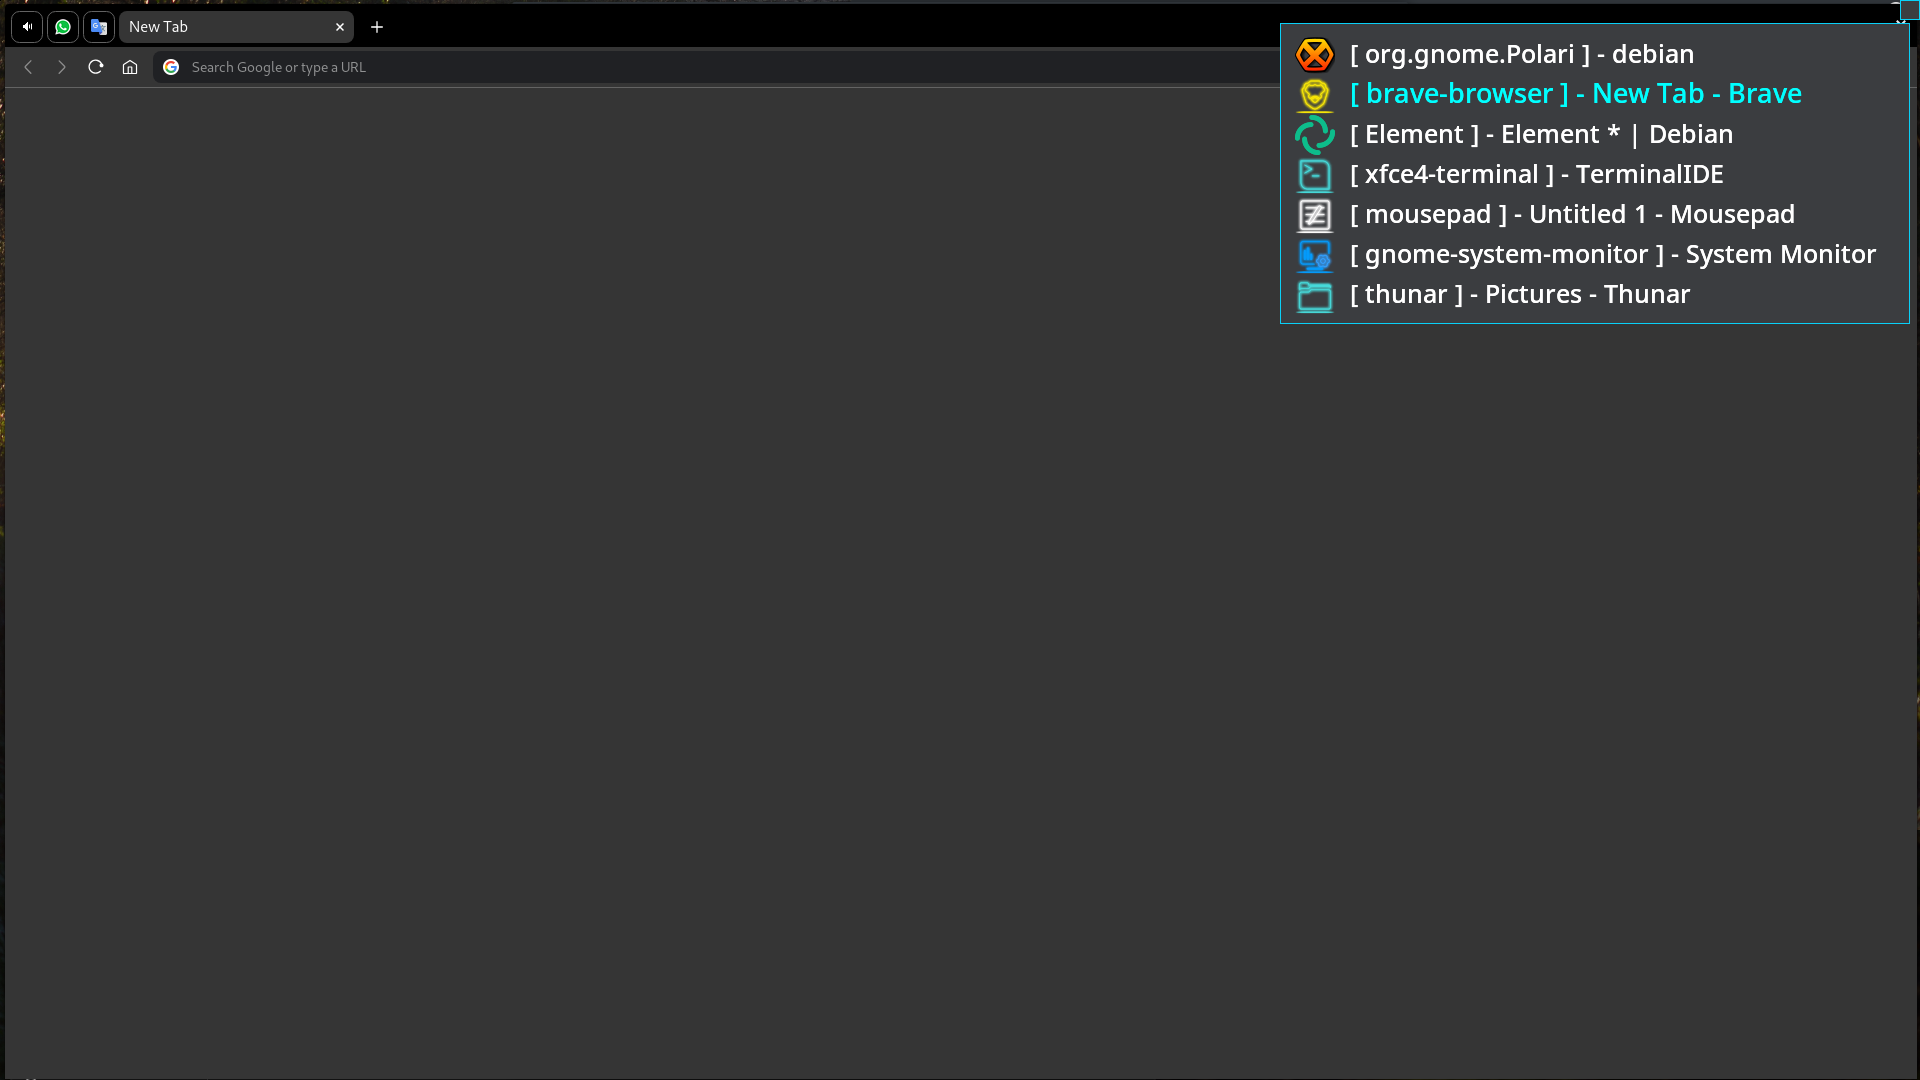 New Tab
Search Google or type a URL
[ org.gnome.Polari ] - debian
[ brave-browser ] - New Tab - Brave
[ Element ] - Element * | Debian
[ xfce4-terminal ] - TerminalIDE
[ mousepad ] - Untitled 1 - Mousepad
[ gnome-system-monitor ] - System Monitor
[ thunar ] - Pictures - Thunar